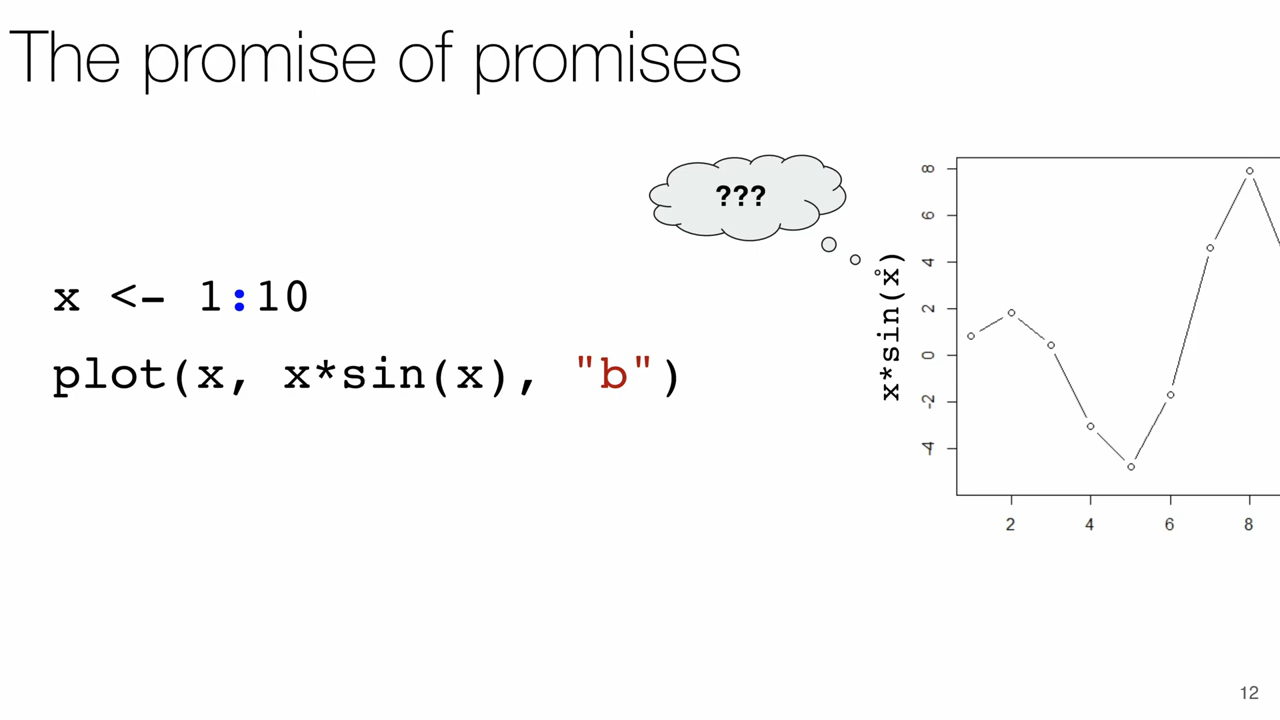 The promise of promises
???
x <- 1:10
plot(x, x*sin(x), "b")
x*sin(x)
8
6
4
2
0
-2
-4
2 4 6 8
12